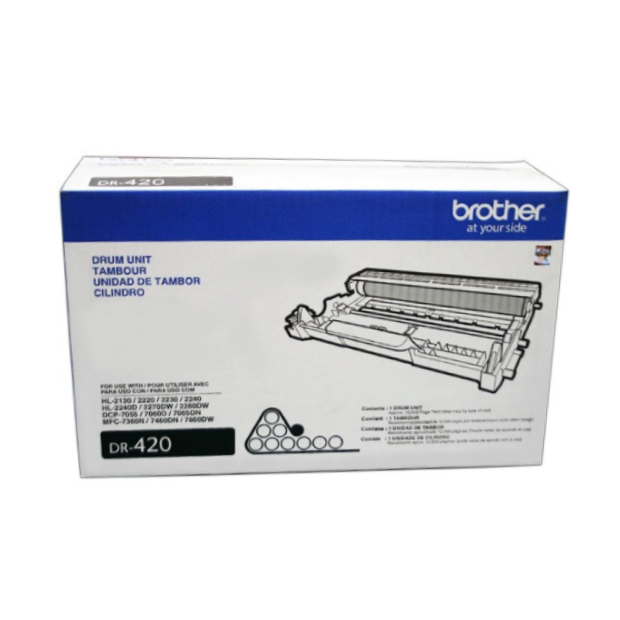 DR-420
brother
at your side
DRUM UNIT
TAMBOUR
UNIDAD DE TAMBOR
CILINDRO
FOR USE WITH / POUR UTILISER AVEC
PARA USO CON / PARA USO COM:
HL-2130 / 2220 / 2230 / 2240
HL-2240D / 2270DW / 2280DW
DCP-7055 / 7060D / 7065DN
MFC-7360N / 7460DN / 7860DW
DR-420
Contents : 1 DRUM UNIT
Contenu : 1 TAMBOUR
Contiene : 1 UNIDAD DE TAMBOR
1 UNIDADE DE CILINDRO